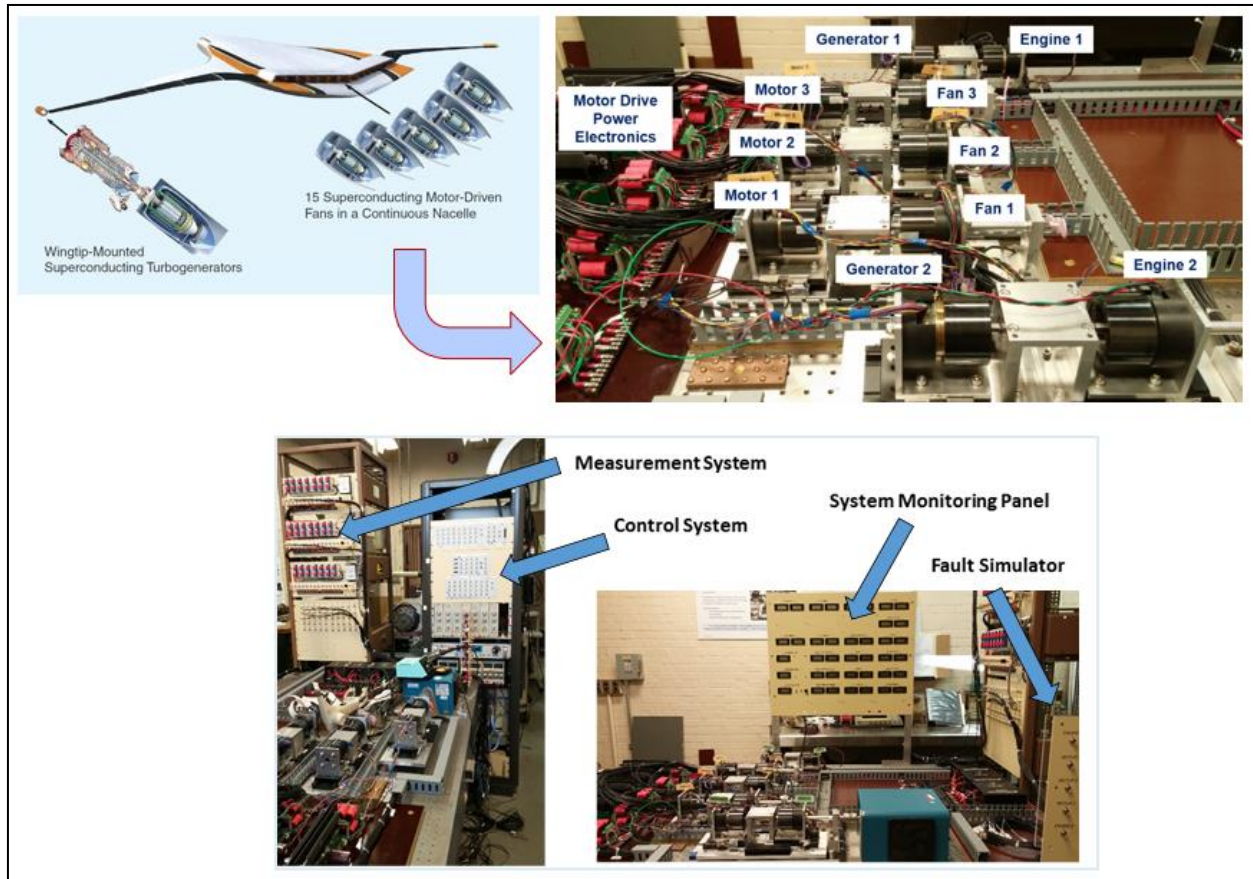 15 Superconducting Motor-Driven
Fans in a Continuous Nacelle
Wingtip-Mounted
Superconducting Turbogenerators
Generator 1
Engine 1
Motor 3
Fan 3
Motor Drive
Power
Electronics
Motor 2
Fan 2
Motor 1
Fan 1
Generator 2
Engine 2
Measurement System
Control System
System Monitoring Panel
Fault Simulator